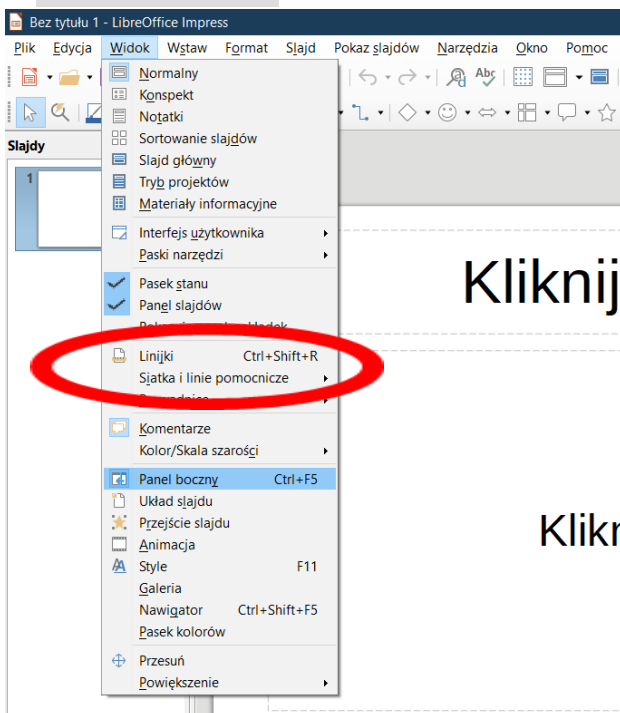 Bez tytułu 1 - LibreOffice Impress
Plik Edycja Widok Wstaw Format Slajd Pokaz slajdów Narzędzia Okno Pomoc
Slajdy
1
Normalny
Konspekt
Notatki
Sortowanie slajdów
Slajd główny
Tryb projektów
Materiały informacyjne
Interfejs użytkownika
Paski narzędzi
Pasek stanu
Panel slajdów
Linijki Ctrl+Shift+R
Siatka i linie pomocnicze
Komentarze
Kolor/Skala szarości
Panel boczny Ctrl+F5
Układ slajdu
Przejście slajdu
Animacja
Style F11
Galeria
Nawigator Ctrl+Shift+F5
Pasek kolorów
Przesuń
Powiększenie
Kliknij
Klikn